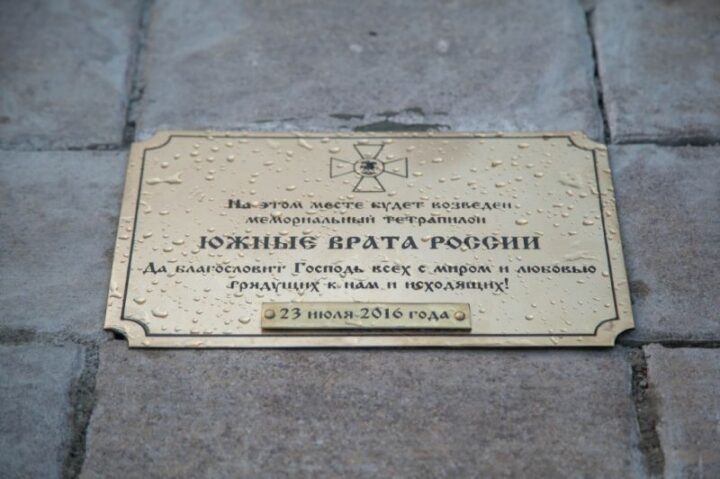 На этом месте будет возведен
мемориальный тетрапилон
ЮЖНЫЕ ВРАТА РОССИИ
Да благословит Господь всех с миром и любовью
грядущих к нам и исходящих!
23 июля 2016 года